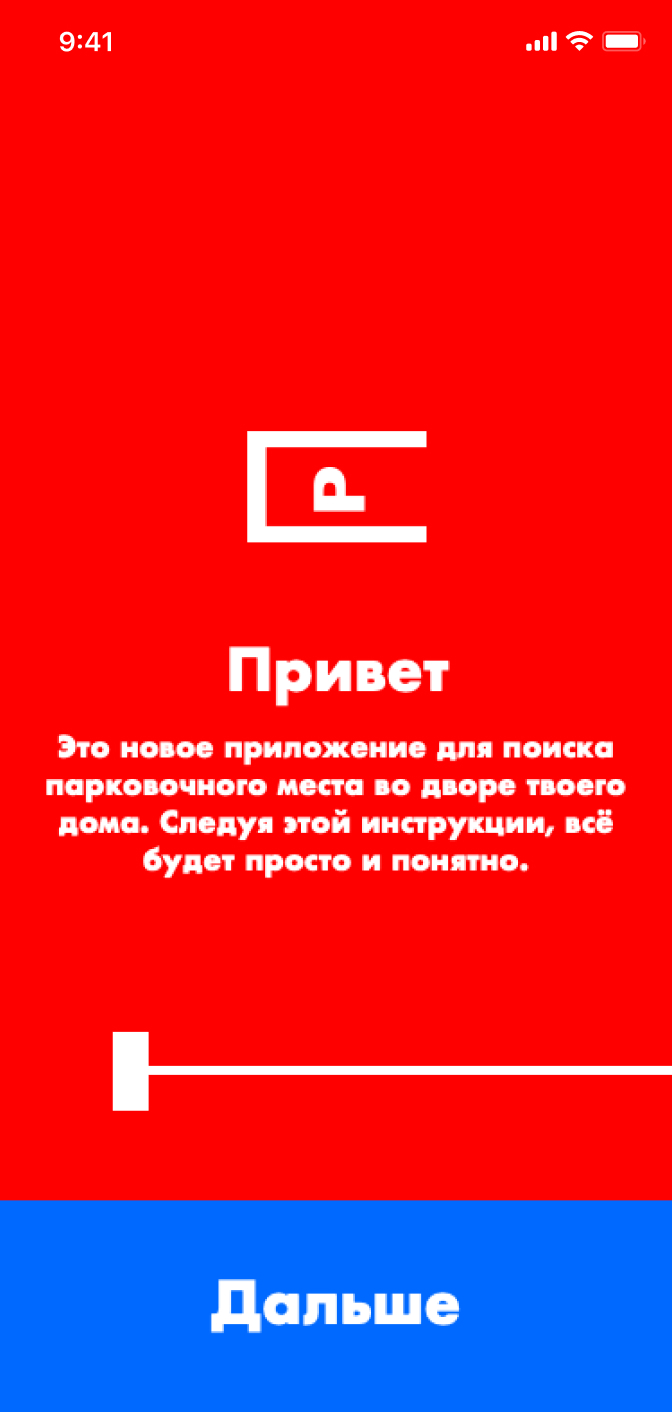 9:41
P
Привет
Это новое приложение для поиска
парковочного места во дворе твоего
дома. Следуя этой инструкции, всё
будет просто и понятно.
Дальше